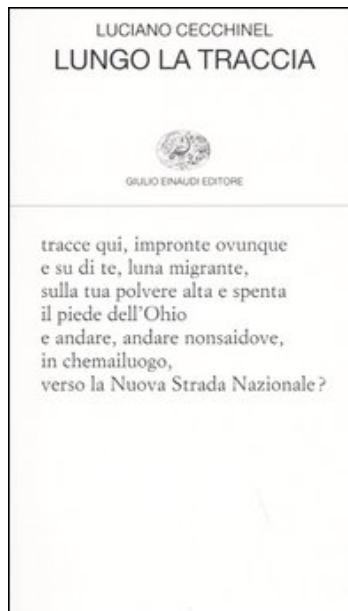 LUCIANO CECCHINEL
LUNGO LA TRACCIA
GIULIO EINAUDI EDITORE
tracce qui, impronte ovunque
e su di te, luna migrante,
sulla tua polvere alta e spenta
il piede dell'Ohio
e andare, andare nonsaidove,
in chemailuogo,
verso la Nuova Strada Nazionale?